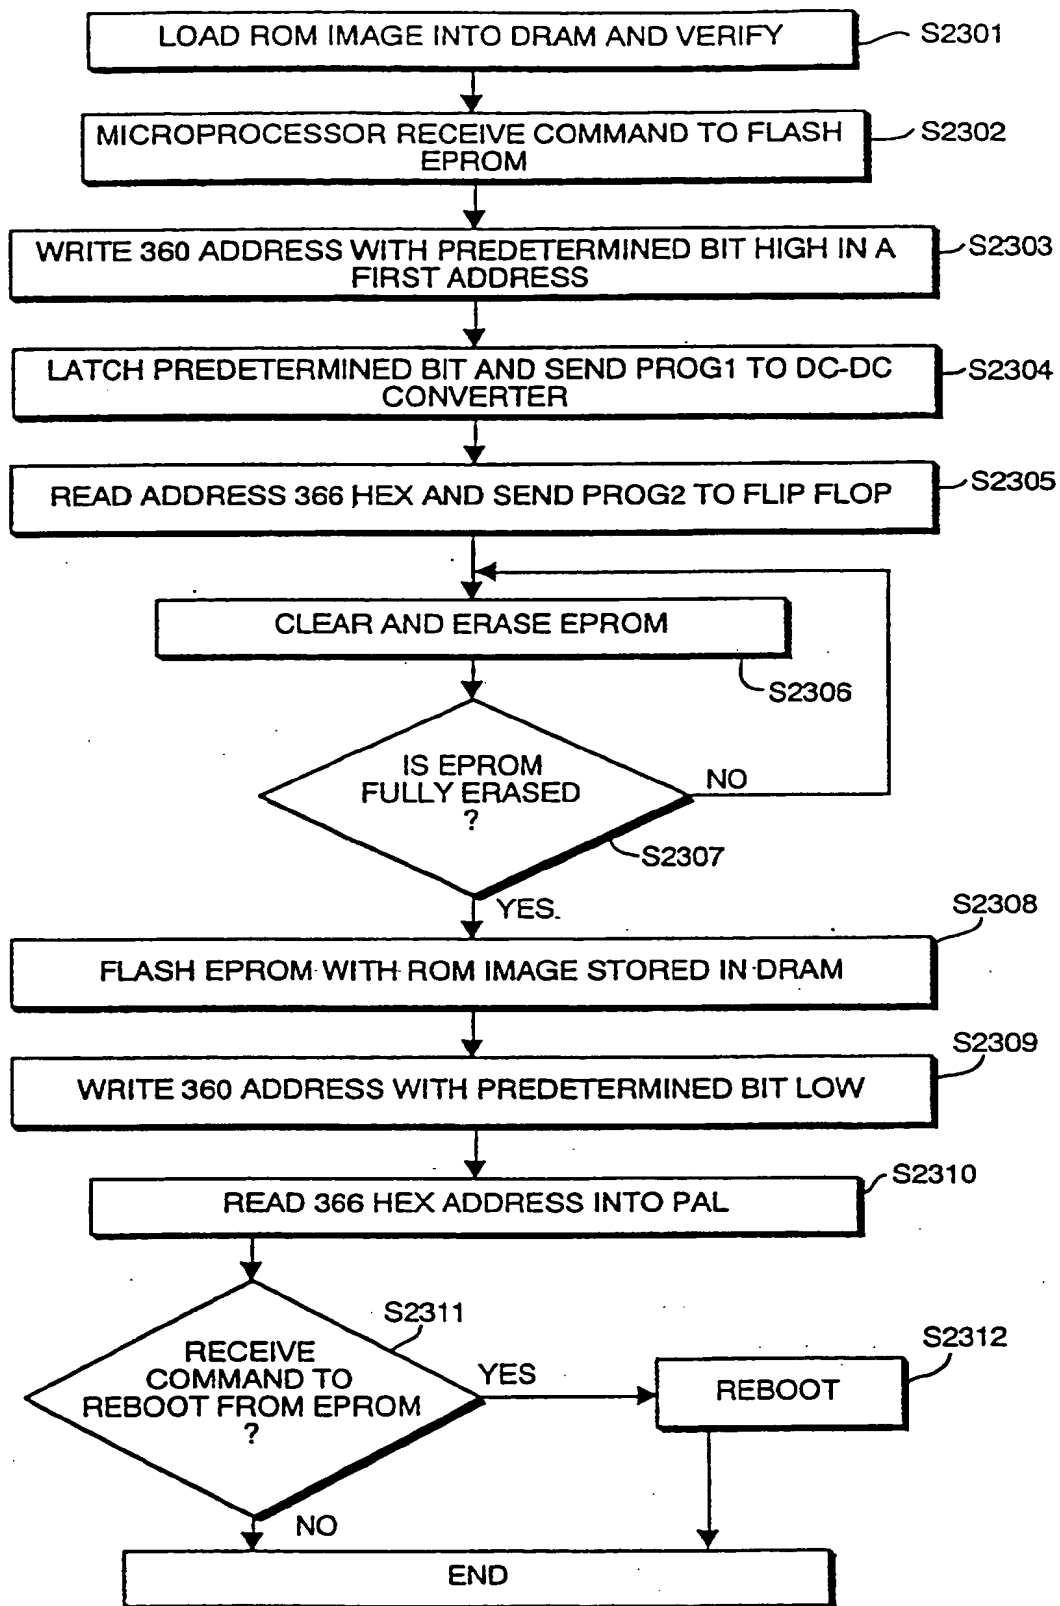 LOAD ROM IMAGE INTO DRAM AND VERIFY
S2301
MICROPROCESSOR RECEIVE COMMAND TO FLASH
EPROM
S2302
WRITE 360 ADDRESS WITH PREDETERMINED BIT HIGH IN A
FIRST ADDRESS
S2303
LATCH PREDETERMINED BIT AND SEND PROG1 TO DC-DC
CONVERTER
S2304
READ ADDRESS 366 HEX AND SEND PROG2 TO FLIP FLOP
S2305
CLEAR AND ERASE EPROM
S2306
IS EPROM
FULLY ERASED
?
NO
S2307
YES
S2308
FLASH EPROM WITH ROM IMAGE STORED IN DRAM
S2309
WRITE 360 ADDRESS WITH PREDETERMINED BIT LOW
S2310
READ 366 HEX ADDRESS INTO PAL
S2311
RECEIVE
COMMAND TO
REBOOT FROM EPROM
?
YES
S2312
REBOOT
NO
END